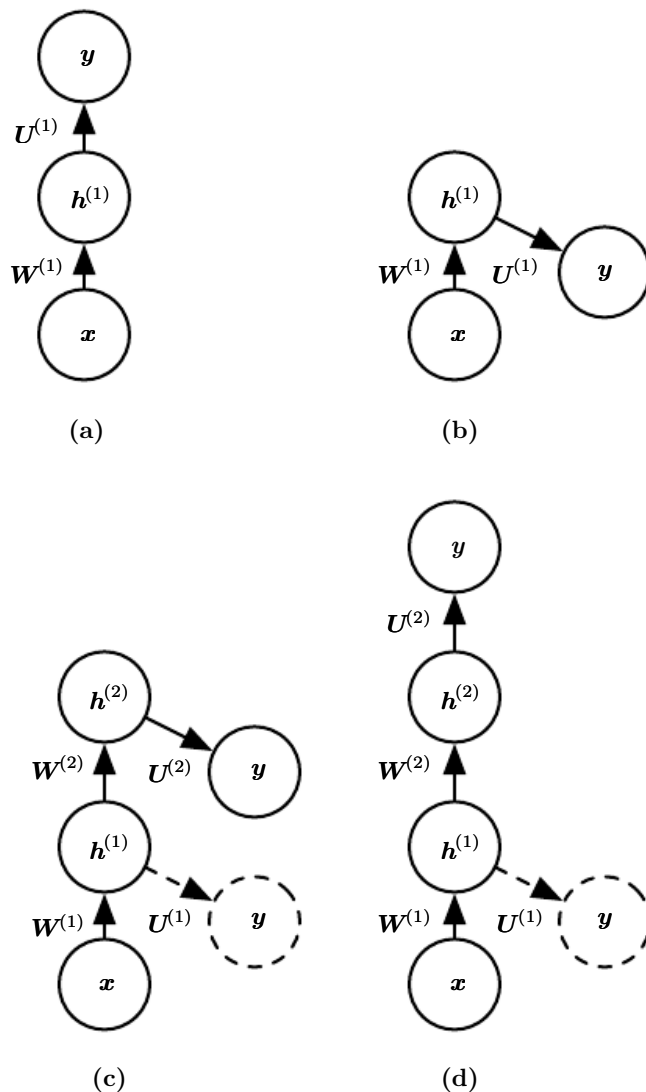 y
U(1)
h(1)
W(1)
x
(a)
h(1)
W(1)
U(1)
y
x
(b)
h(2)
W(2)
U(2)
y
h(1)
W(1)
U(1)
y
x
(c)
y
U(2)
h(2)
W(2)
h(1)
W(1)
U(1)
y
x
(d)